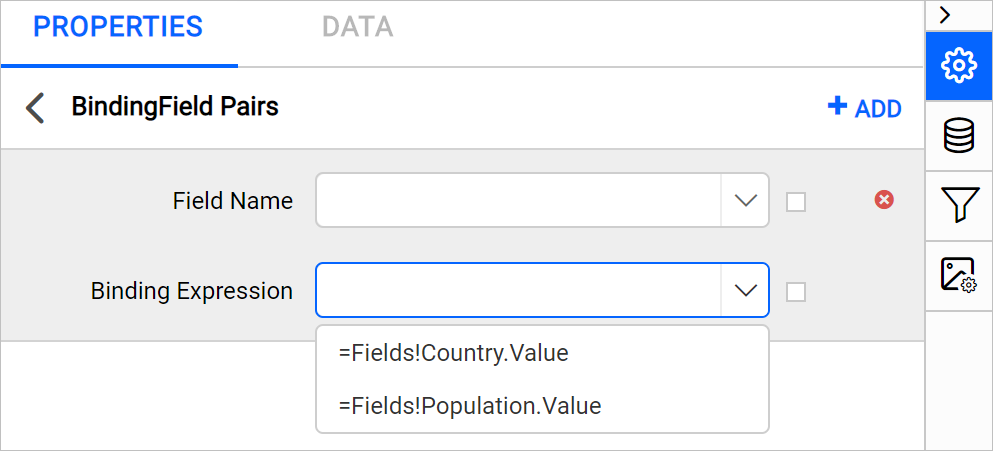 PROPERTIES DATA
BindingField Pairs + ADD
Field Name
Binding Expression
=Fields!Country.Value
=Fields!Population.Value